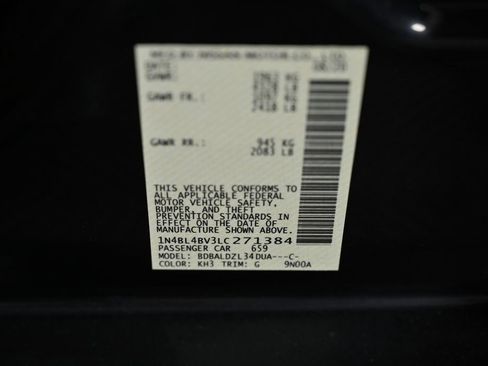 DATE:
GAWR FR.:
2418 LB
GAWR RR.: 945 KG
2083 LB
THIS VEHICLE CONFORMS TO
ALL APPLICABLE FEDERAL
MOTOR VEHICLE SAFETY,
BUMPER, AND THEFT
PREVENTION STANDARDS
IN EFFECT ON THE DATE OF
MANUFACTURE SHOWN ABOVE.
1N4BL4BV3LC271384
PASSENGER CAR 659
MODEL: BDBALDZL34DUA---C-
COLOR: KH3 TRIM: G 9N00A